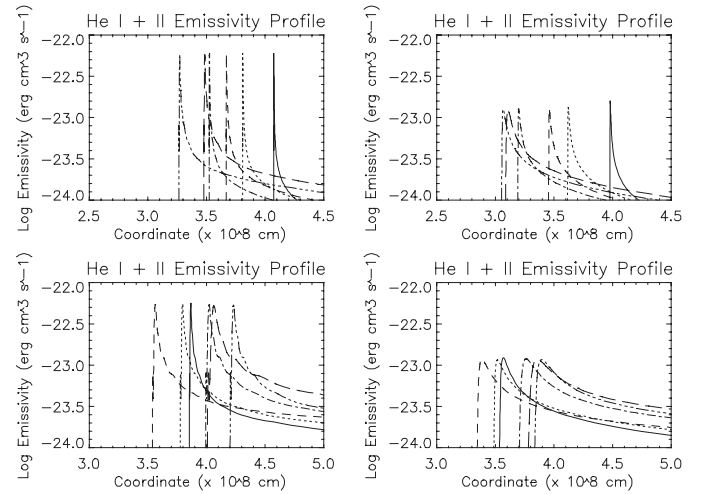 He I + II Emissivity Profile
Log Emissivity (erg cm^3 s^-1)
-22.0
-22.5
-23.0
-23.5
-24.0
2.5 3.0 3.5 4.0 4.5
Coordinate (x 10^8 cm)
He I + II Emissivity Profile
Log Emissivity (erg cm^3 s^-1)
-22.0
-22.5
-23.0
-23.5
-24.0
2.5 3.0 3.5 4.0 4.5
Coordinate (x 10^8 cm)
He I + II Emissivity Profile
Log Emissivity (erg cm^3 s^-1)
-22.0
-22.5
-23.0
-23.5
-24.0
3.0 3.5 4.0 4.5 5.0
Coordinate (x 10^8 cm)
He I + II Emissivity Profile
Log Emissivity (erg cm^3 s^-1)
-22.0
-22.5
-23.0
-23.5
-24.0
3.0 3.5 4.0 4.5 5.0
Coordinate (x 10^8 cm)